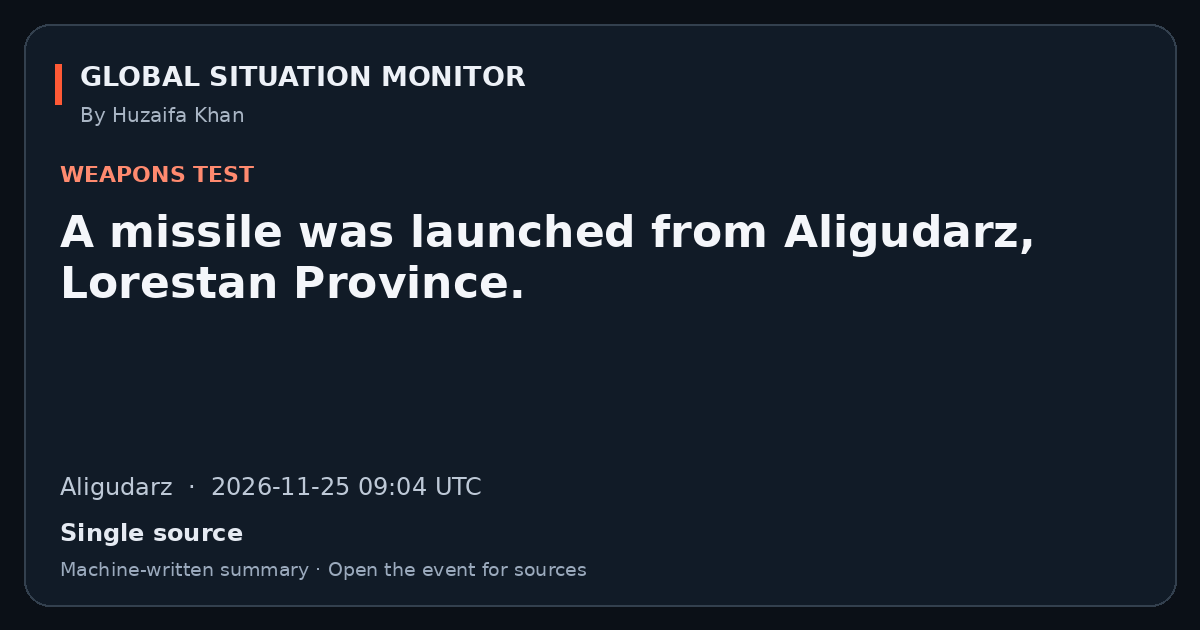 GLOBAL SITUATION MONITOR
By Huzaifa Khan
WEAPONS TEST
A missile was launched from Aligudarz,
Lorestan Province.
Aligudarz · 2026-11-25 09:04 UTC
Single source
Machine-written summary · Open the event for sources